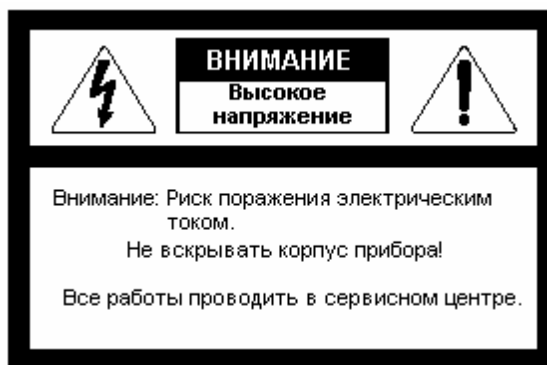 ВНИМАНИЕ
Высокое
напряжение
Внимание: Риск поражения электрическим
током.
Не вскрывать корпус прибора!
Все работы проводить в сервисном центре.